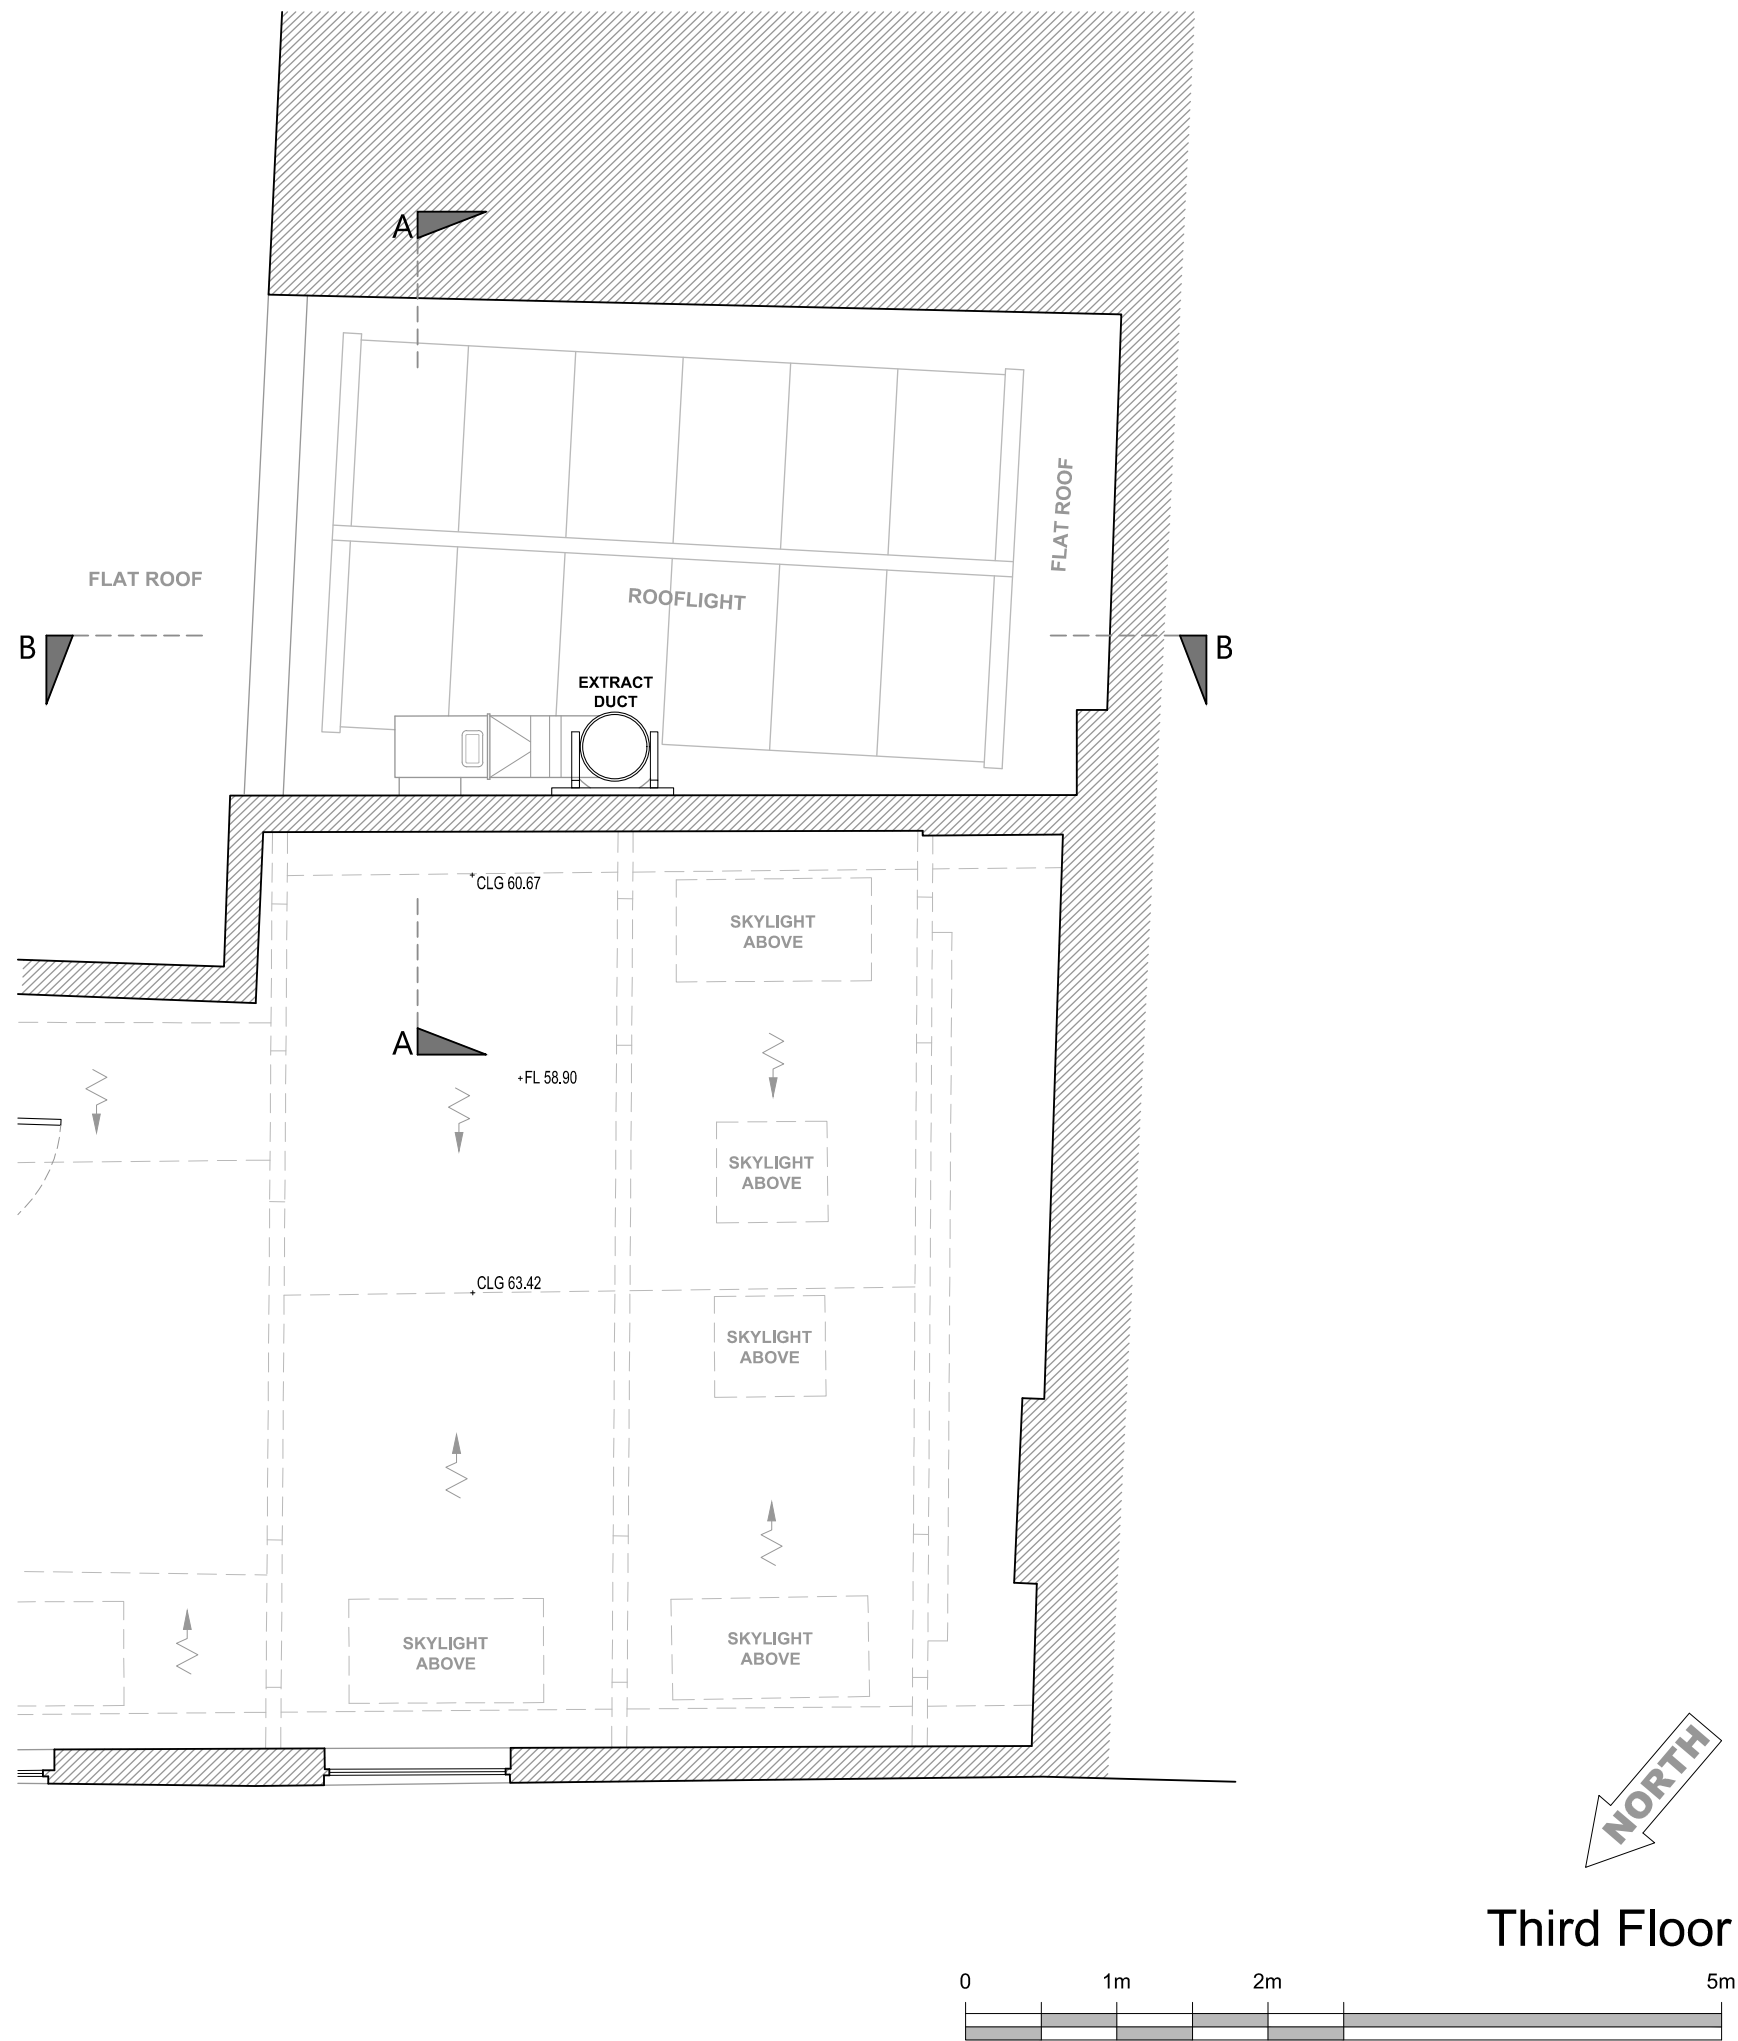 A
FLAT ROOF
FLAT ROOF
ROOFLIGHT
B
B
EXTRACT
DUCT
CLG 60.67
SKYLIGHT
ABOVE
A
FL 58.90
SKYLIGHT
ABOVE
CLG 63.42
SKYLIGHT
ABOVE
SKYLIGHT
ABOVE
SKYLIGHT
ABOVE
NORTH
Third Floor
0 1m 2m 5m